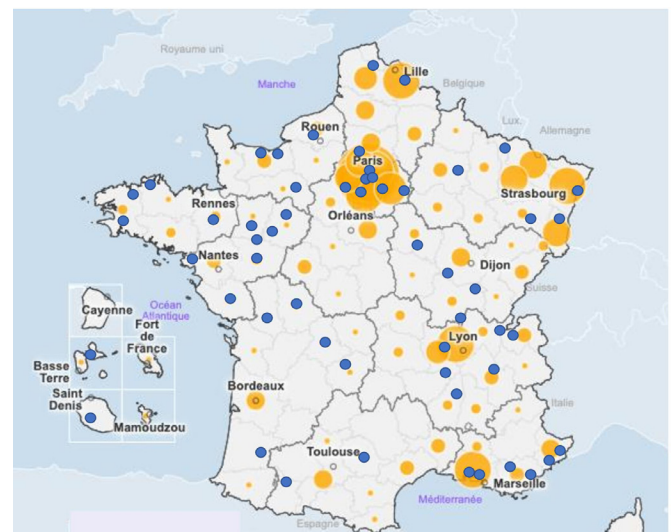 Royaume uni
Manche
Lille
Belgique
Rouen
Lux.
Allemagne
Paris
Strasbourg
Rennes
Orléans
Nantes
Dijon
Suisse
Cayenne
Océan
Atlantique
Fort
de
France
Lyon
Basse
Terre
Bordeaux
Saint
Denis
Mamoudzou
Italie
Toulouse
Marseille
Méditerranée
Espagne